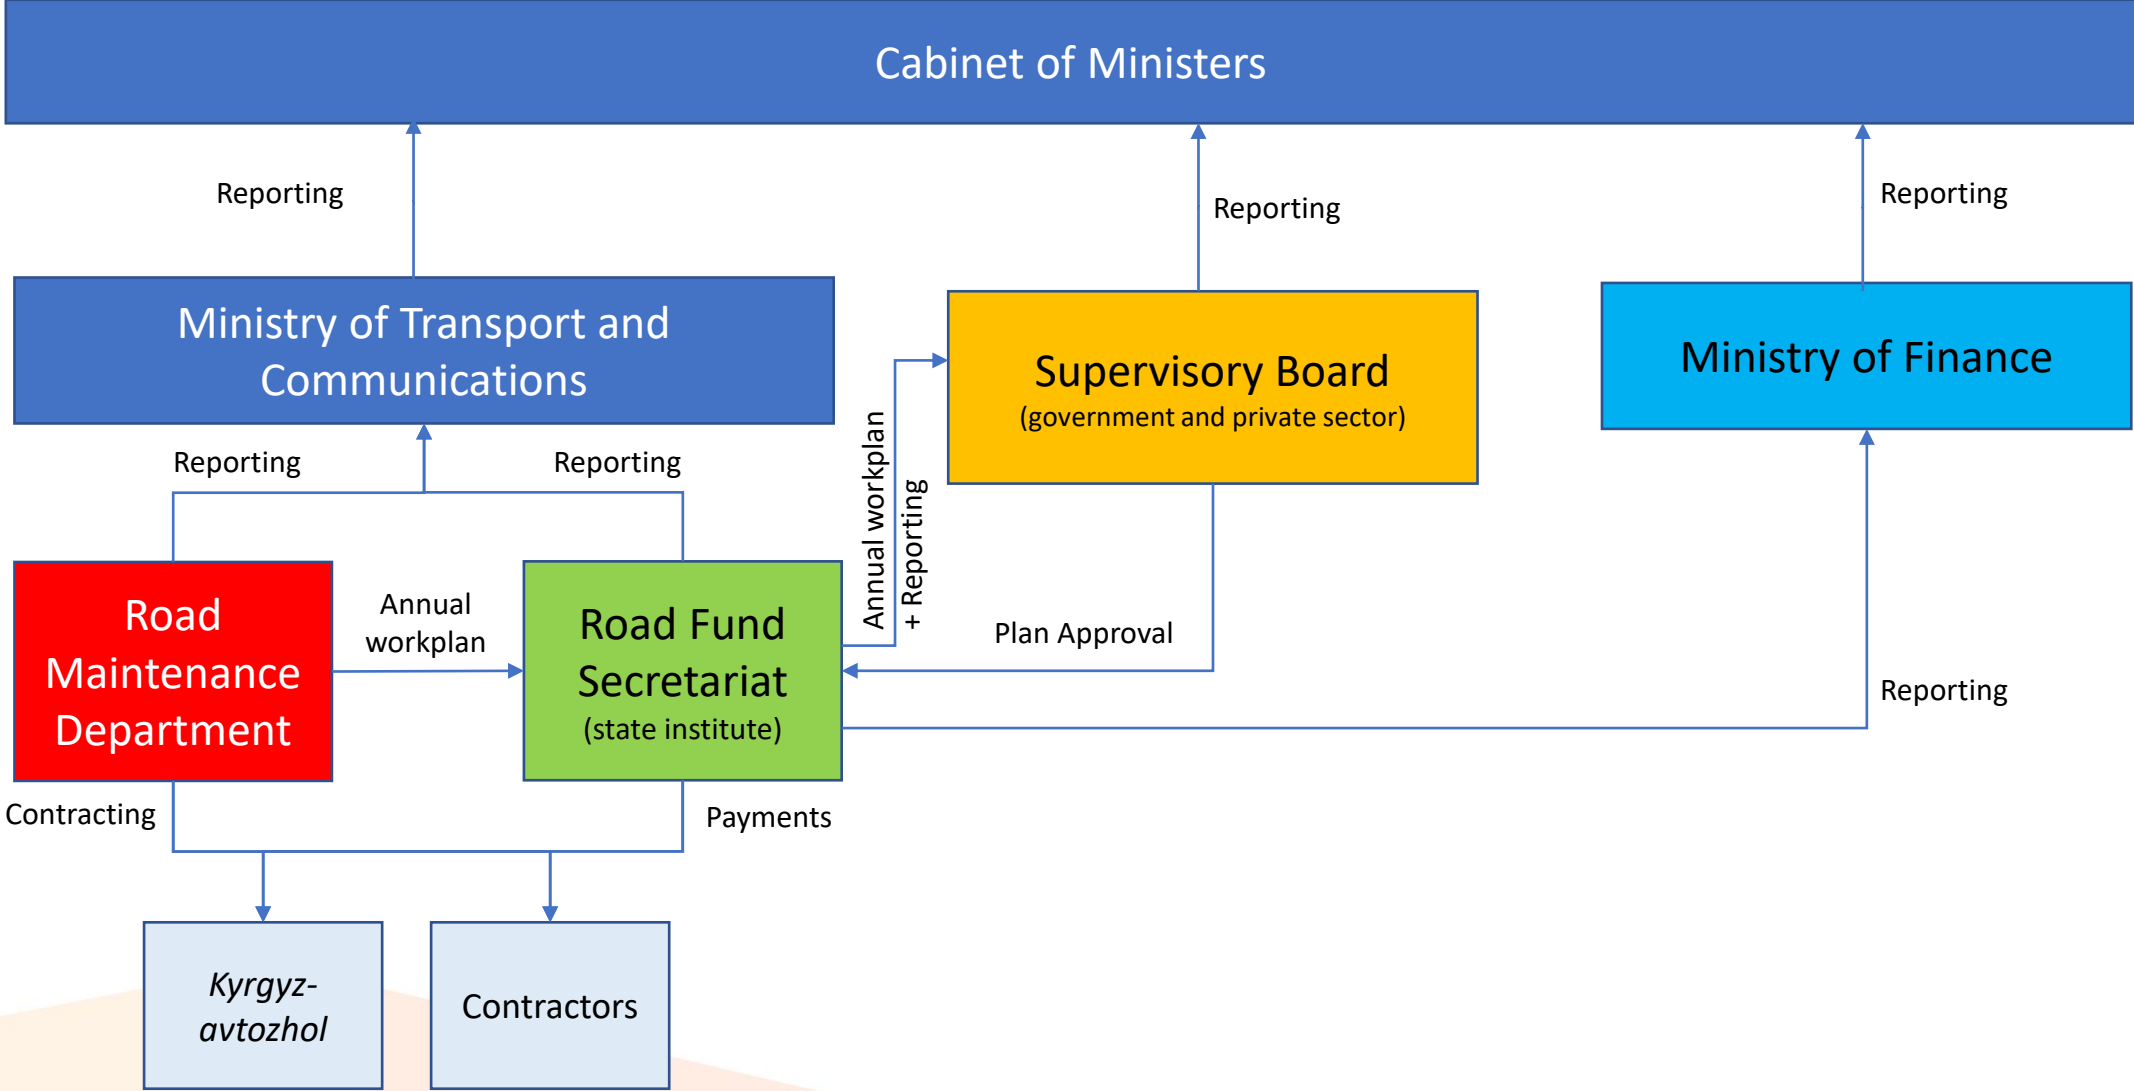 Cabinet of Ministers
Reporting
Reporting
Reporting
Ministry of Transport and
Communications
Supervisory Board
(government and private sector)
Ministry of Finance
Reporting
Reporting
Annual workplan
+ Reporting
Road
Maintenance
Department
Annual
workplan
Road Fund
Secretariat
(state institute)
Plan Approval
Reporting
Contracting
Payments
Kyrgyz-
avtozhol
Contractors